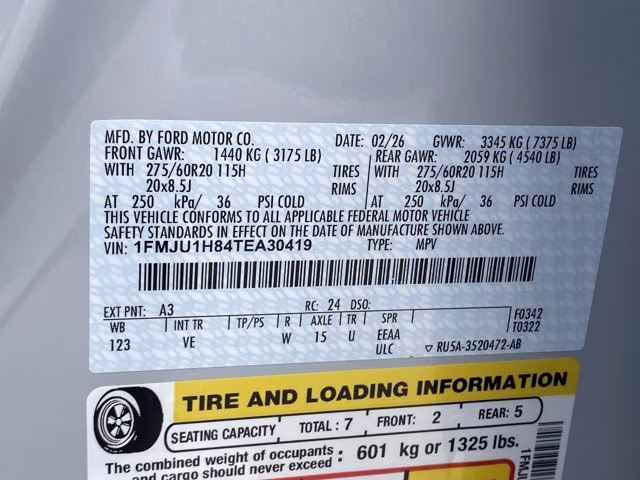 MFD. BY FORD MOTOR CO. DATE: 02/26 GVWR: 3345 KG ( 7375 LB)
FRONT GAWR: 1440 KG ( 3175 LB) REAR GAWR: 2059 KG ( 4540 LB)
WITH 275/60R20 115H TIRES WITH 275/60R20 115H TIRES
20x8.5J RIMS 20x8.5J RIMS
AT 250 kPa/ 36 PSI COLD AT 250 kPa/ 36 PSI COLD
THIS VEHICLE CONFORMS TO ALL APPLICABLE FEDERAL MOTOR VEHICLE
SAFETY STANDARDS IN EFFECT ON THE DATE OF MANUFACTURE SHOWN ABOVE.
VIN: 1FMJU1H84TEA30419 TYPE: MPV
EXT PNT: A3 RC: 24 DSO:
WB INT TR TP/PS R AXLE TR SPR F0342
123 VE W 15 U EEAA T0322
ULC ▽ RU5A-3520472-AB
TIRE AND LOADING INFORMATION
SEATING CAPACITY TOTAL : 7 FRONT: 2 REAR: 5
The combined weight of occupants
and cargo should never exceed : 601 kg or 1325 lbs.
1FMJU